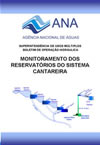 ANA
AGÊNCIA NACIONAL DE ÁGUAS
SUPERINTENDÊNCIA DE USOS MÚLTIPLOS
BOLETIM DE OPERAÇÃO HIDRÁULICA
MONITORAMENTO DOS
RESERVATÓRIOS DO SISTEMA
CANTAREIRA